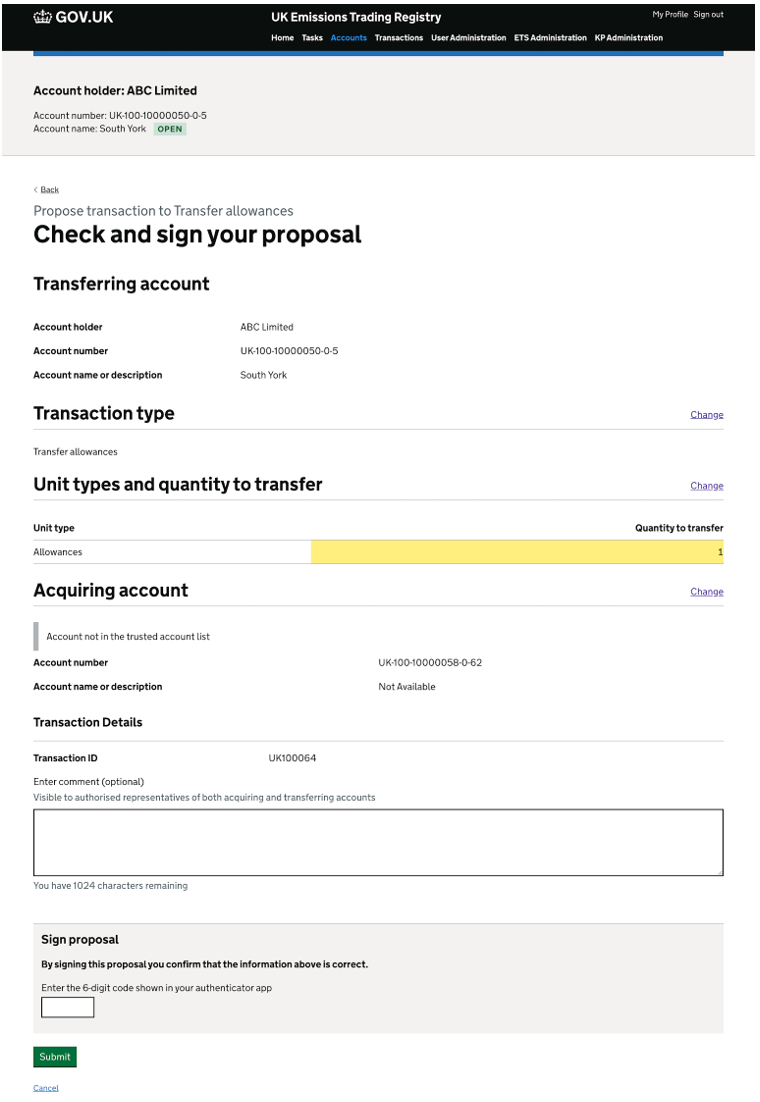 GOV.UK
UK Emissions Trading Registry
My Profile Sign out
Home Tasks Accounts Transactions User Administration ETS Administration KP Administration
Account holder: ABC Limited
Account number: UK-100-10000050-0-5
Account name: South York OPEN
< Back
Propose transaction to Transfer allowances
Check and sign your proposal
Transferring account
Account holder ABC Limited
Account number UK-100-10000050-0-5
Account name or description South York
Transaction type Change
Transfer allowances
Unit types and quantity to transfer Change
Unit type Quantity to transfer
Allowances 1
Acquiring account Change
Account not in the trusted account list
Account number UK-100-10000058-0-62
Account name or description Not Available
Transaction Details
Transaction ID UK100064
Enter comment (optional)
Visible to authorised representatives of both acquiring and transferring accounts
You have 1024 characters remaining
Sign proposal
By signing this proposal you confirm that the information above is correct.
Enter the 6-digit code shown in your authenticator app
Submit
Cancel